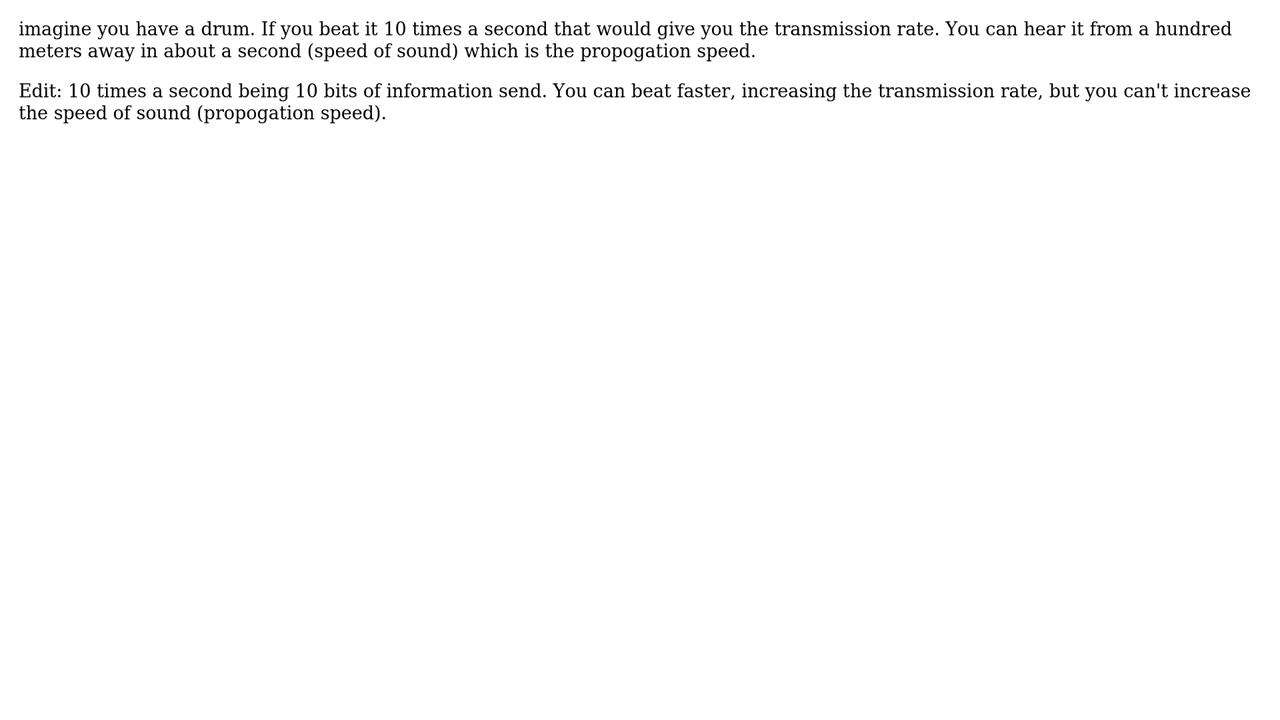 imagine you have a drum. If you beat it 10 times a second that would give you the transmission rate. You can hear it from a hundred
meters away in about a second (speed of sound) which is the propogation speed.
Edit: 10 times a second being 10 bits of information send. You can beat faster, increasing the transmission rate, but you can't increase
the speed of sound (propogation speed).